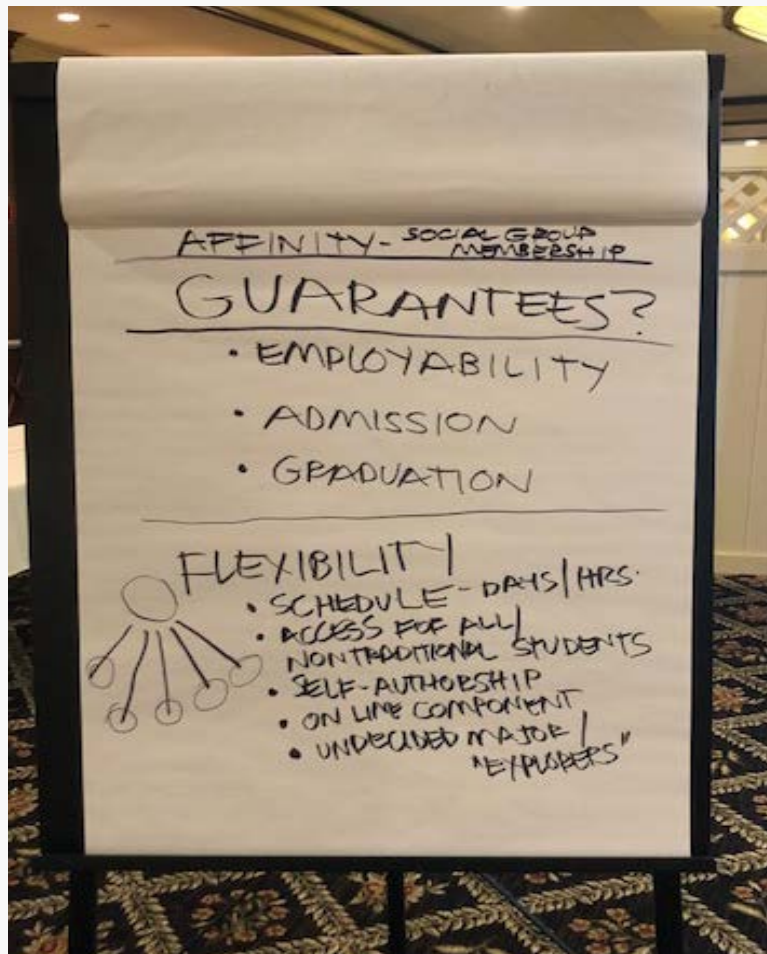 AFFINITY - SOCIAL GROUP
MEMBERSHIP
GUARANTEES?
• EMPLOYABILITY
• ADMISSION
• GRADUATION
FLEXIBILITY
• SCHEDULE - DAYS/HRS.
• ACCESS FOR ALL/
NONTRADITIONAL STUDENTS
• SELF-AUTHORSHIP
• ON LINE COMPONENT
• UNDECIDED MAJOR/
"EXPLORERS"